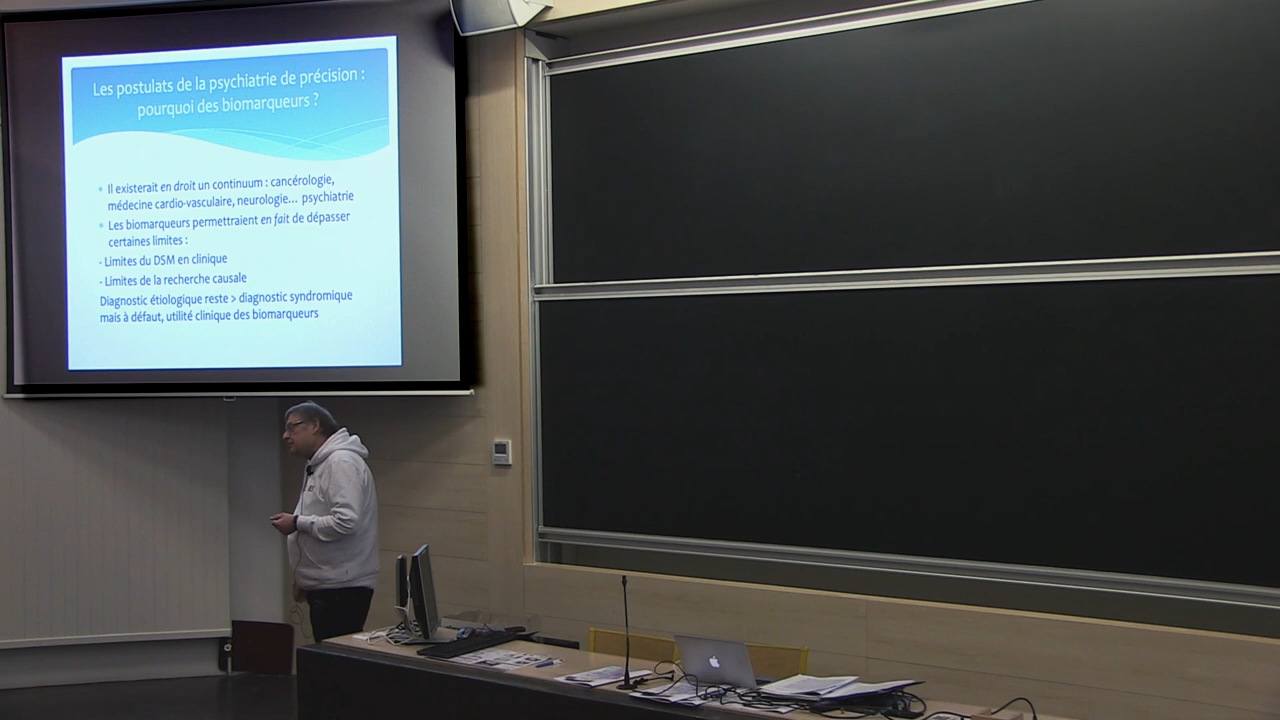 Les postulats de la psychiatrie de précision :
pourquoi des biomarqueurs ?
Il existerait en droit un continuum : cancérologie,
médecine cardio-vasculaire, neurologie... psychiatrie
Les biomarqueurs permettraient en fait de dépasser
certaines limites :
- Limites du DSM en clinique
- Limites de la recherche causale
Diagnostic étiologique reste > diagnostic syndromique
mais à défaut, utilité clinique des biomarqueurs